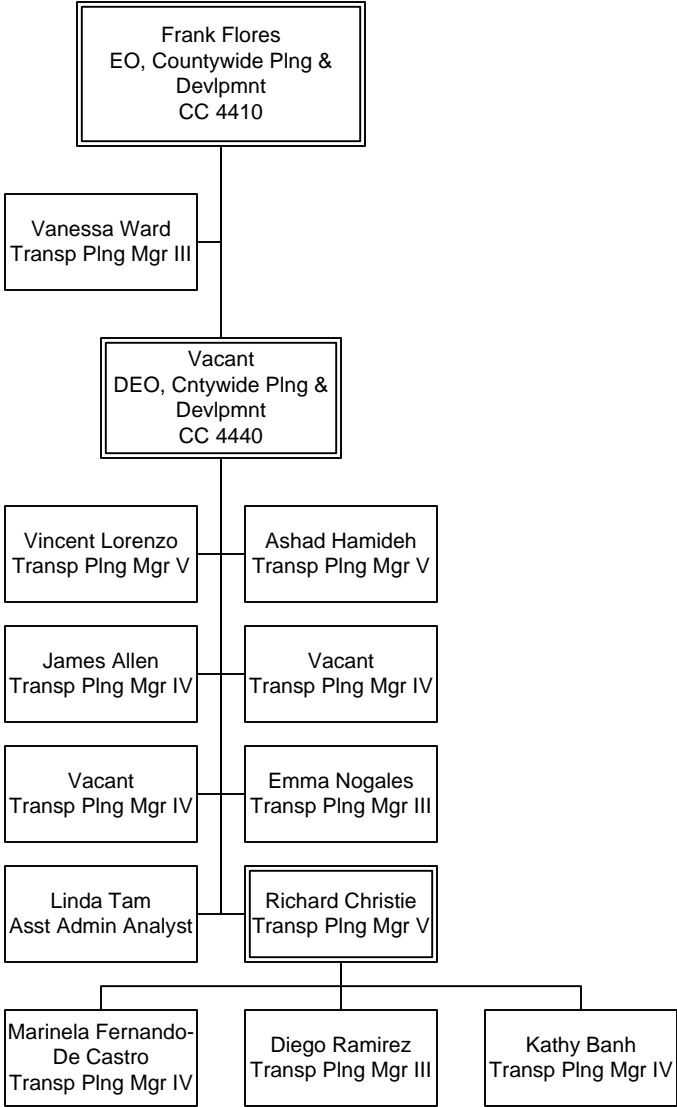 Frank Flores
EO, Countywide Plng &
Devlpmnt
CC 4410
Vanessa Ward
Transp Plng Mgr III
Vacant
DEO, Cntywide Plng &
Devlpmnt
CC 4440
Vincent Lorenzo
Transp Plng Mgr V
Ashad Hamideh
Transp Plng Mgr V
James Allen
Transp Plng Mgr IV
Vacant
Transp Plng Mgr IV
Vacant
Transp Plng Mgr IV
Emma Nogales
Transp Plng Mgr III
Linda Tam
Asst Admin Analyst
Richard Christie
Transp Plng Mgr V
Marinela Fernando-
De Castro
Transp Plng Mgr IV
Diego Ramirez
Transp Plng Mgr III
Kathy Banh
Transp Plng Mgr IV